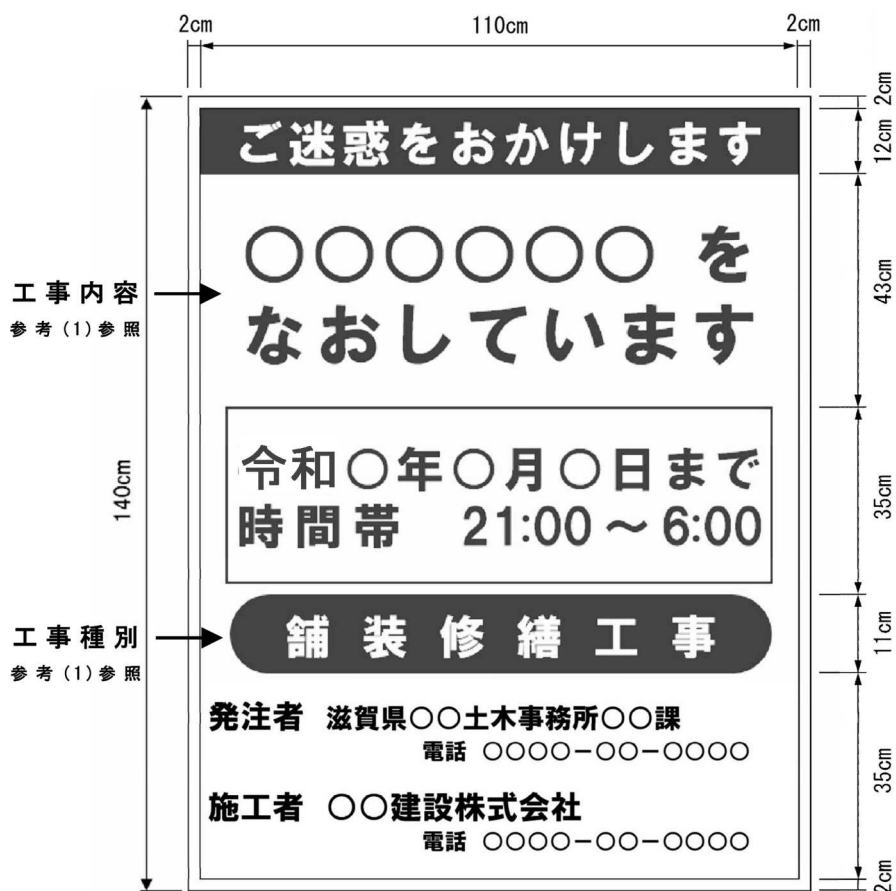 2cm 110cm 2cm
2cm
ご迷惑をおかけします
12cm
○○○○○○ を
なおしています
43cm
工事内容
参考(1)参照
140cm
令和○年○月○日まで
時間帯 21:00～6:00
35cm
工事種別
参考(1)参照
舗装修繕工事
11cm
発注者 滋賀県○○土木事務所○○課
電話 ○○○○-○○-○○○○
施工者 ○○建設株式会社
電話 ○○○○-○○-○○○○
35cm
2cm